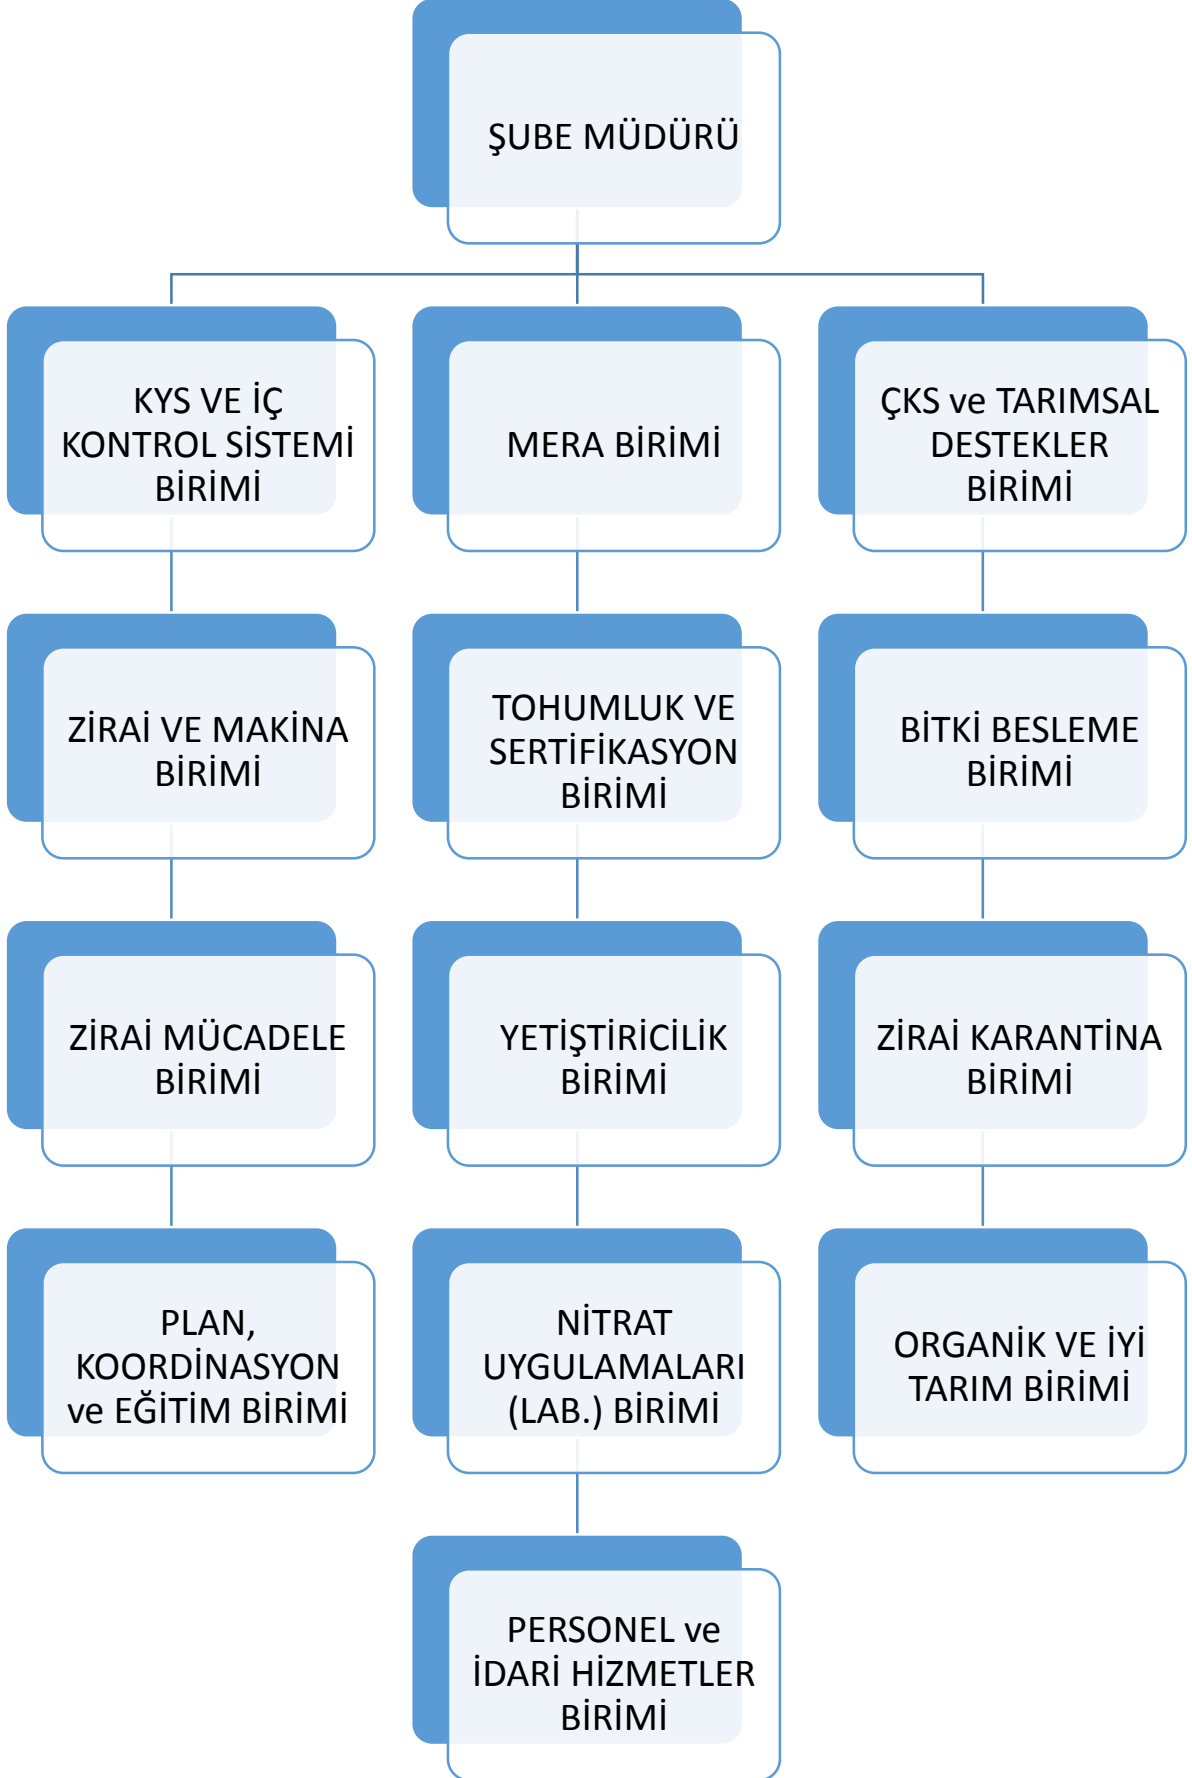 ŞUBE MÜDÜRÜ
KYS VE İÇ
KONTROL SİSTEMİ
BİRİMİ
MERA BİRİMİ
ÇKS ve TARIMSAL
DESTEKLER
BİRİMİ
ZİRAİ VE MAKİNA
BİRİMİ
TOHUMLUK VE
SERTİFİKASYON
BİRİMİ
BİTKİ BESLEME
BİRİMİ
ZİRAİ MÜCADELE
BİRİMİ
YETİŞTİRİCİLİK
BİRİMİ
ZİRAİ KARANTİNA
BİRİMİ
PLAN,
KOORDİNASYON
ve EĞİTİM BİRİMİ
NİTRAT
UYGULAMALARI
(LAB.) BİRİMİ
ORGANİK VE İYİ
TARIM BİRİMİ
PERSONEL ve
İDARİ HİZMETLER
BİRİMİ